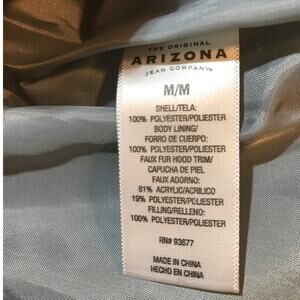 THE ORIGINAL
ARIZONA
JEAN COMPANY®
M/M
SHELL/TELA:
100% POLYESTER/POLIESTER
BODY LINING/
FORRO DE CUERPO:
100% POLYESTER/POLIESTER
FAUX FUR HOOD TRIM/
CAPUCHA DE PIEL
FAUX ADORNO:
81% ACRYLIC/ACRILICO
19% POLYESTER/POLIESTER
FILLING/RELLENO:
100% POLYESTER/POLIESTER
RN# 93677
MADE IN CHINA
HECHO EN CHINA